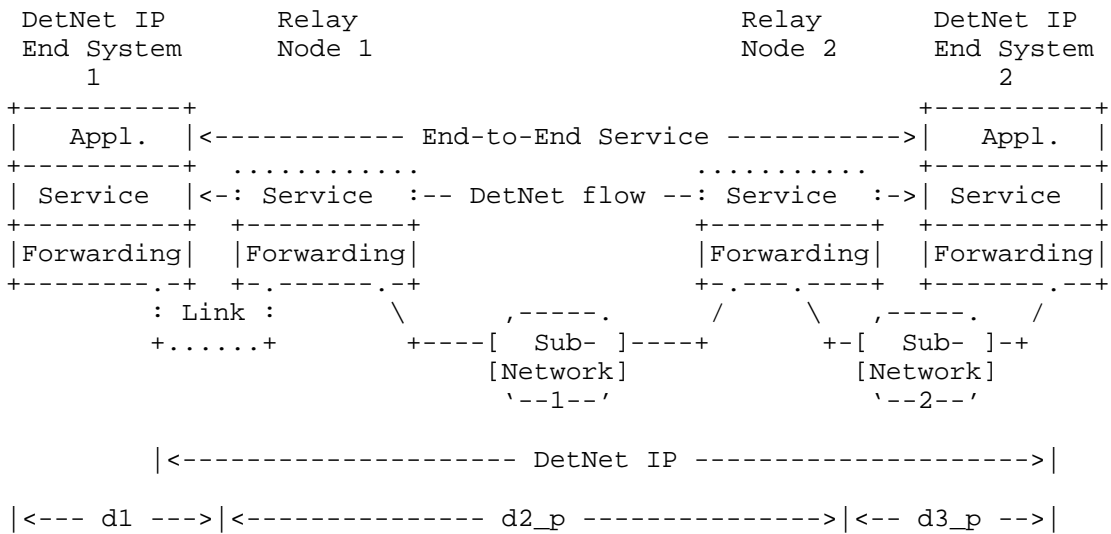 DetNet IP       Relay                        Relay       DetNet IP
End System      Node 1                       Node 2      End System
    1                                                        2
+----------+                                             +----------+
|   Appl.  |<------------ End-to-End Service ----------->|   Appl.  |
+----------+  ............                 ...........   +----------+
| Service  |<-: Service  :-- DetNet flow --: Service  :->| Service  |
+----------+  +----------+                 +----------+  +----------+
|Forwarding|  |Forwarding|                 |Forwarding|  |Forwarding|
+--------.-+  +-.------.-+                 +-.---.----+  +-------.--+
         : Link :       \      ,-----.      /     \   ,-----.   /
         +......+        +----[  Sub- ]----+       +-[  Sub- ]-+
                              [Network]              [Network]
                               ‘--1--’                ‘--2--’
|<--------------------- DetNet IP --------------------->|
|<--- d1 --->|<--------------- d2_p --------------->|<-- d3_p -->|